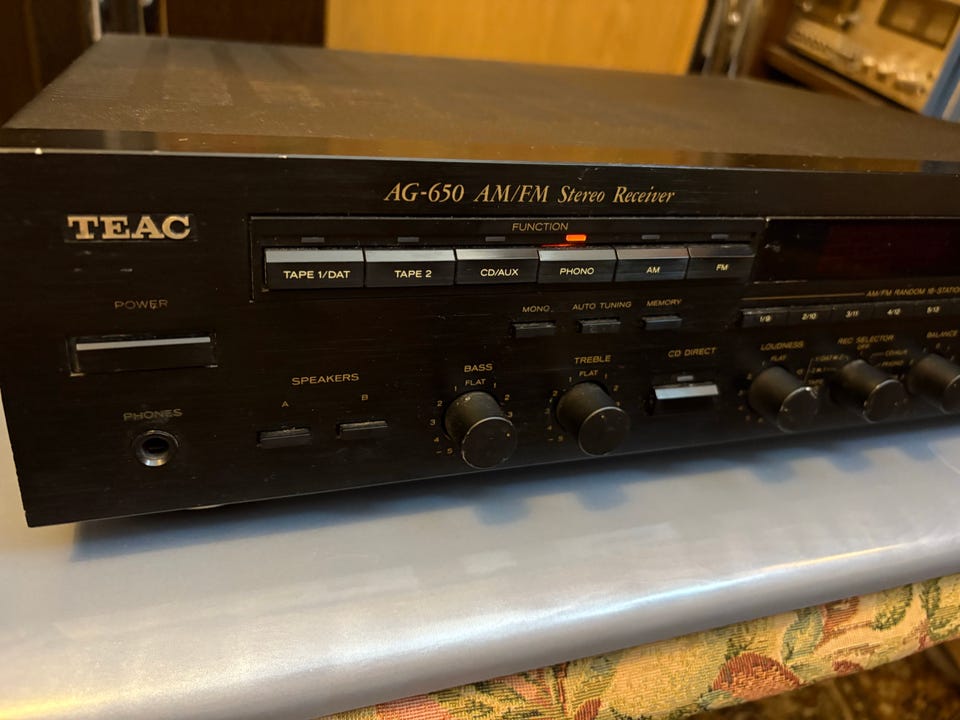 AG-650 AM/FM Stereo Receiver
TEAC
FUNCTION
TAPE 1/DAT TAPE 2 CD/AUX PHONO AM FM
AM/FM RANDOM 16-STATION
1/9 2/10 3/11 4/12 5/13
MONO AUTO TUNING MEMORY
POWER
LOUDNESS REC SELECTOR BALANCE
FLAT OFF
CD DIRECT
BASS TREBLE
FLAT FLAT
SPEAKERS
A B
PHONES